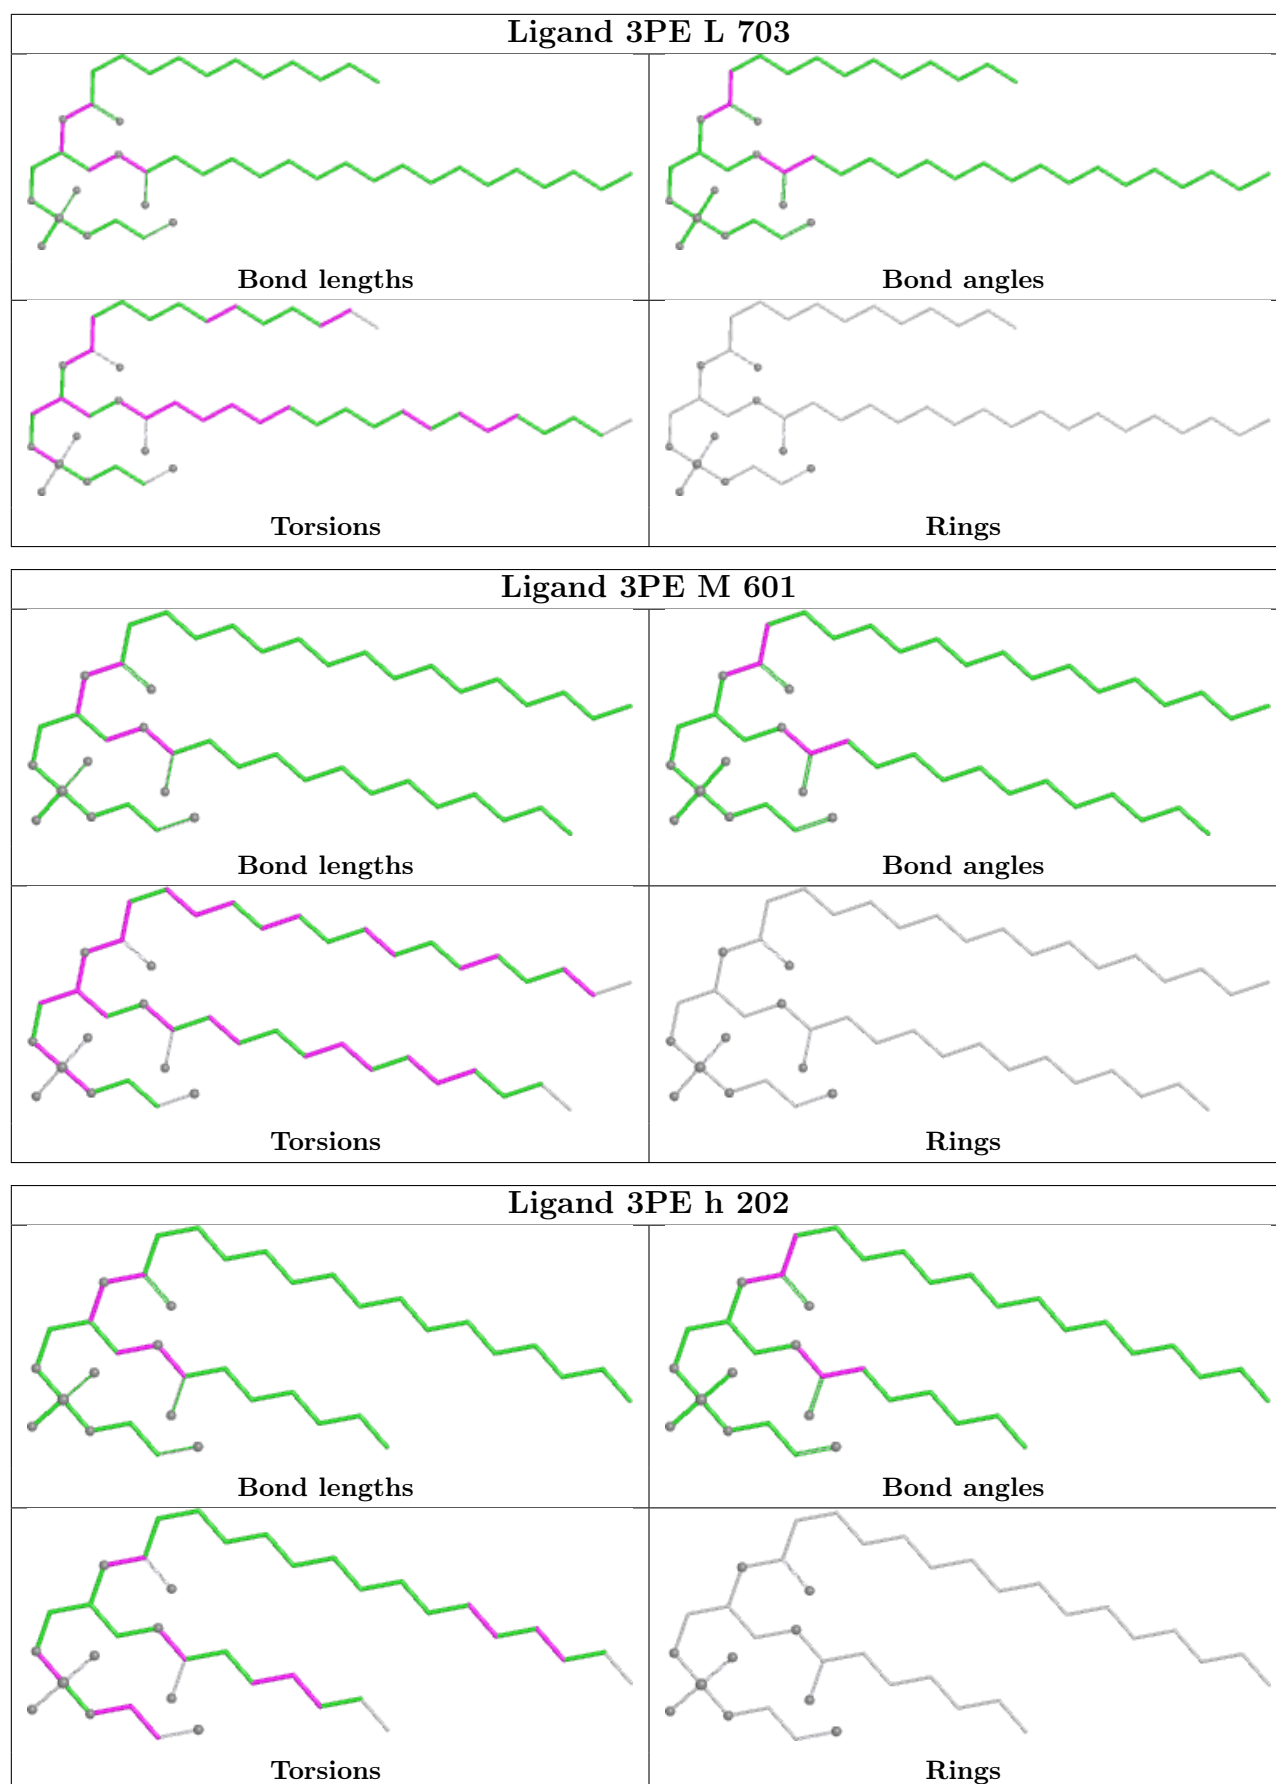 Ligand 3PE L 703
Bond lengths
Bond angles
Torsions
Rings
Ligand 3PE M 601
Bond lengths
Bond angles
Torsions
Rings
Ligand 3PE h 202
Bond lengths
Bond angles
Torsions
Rings